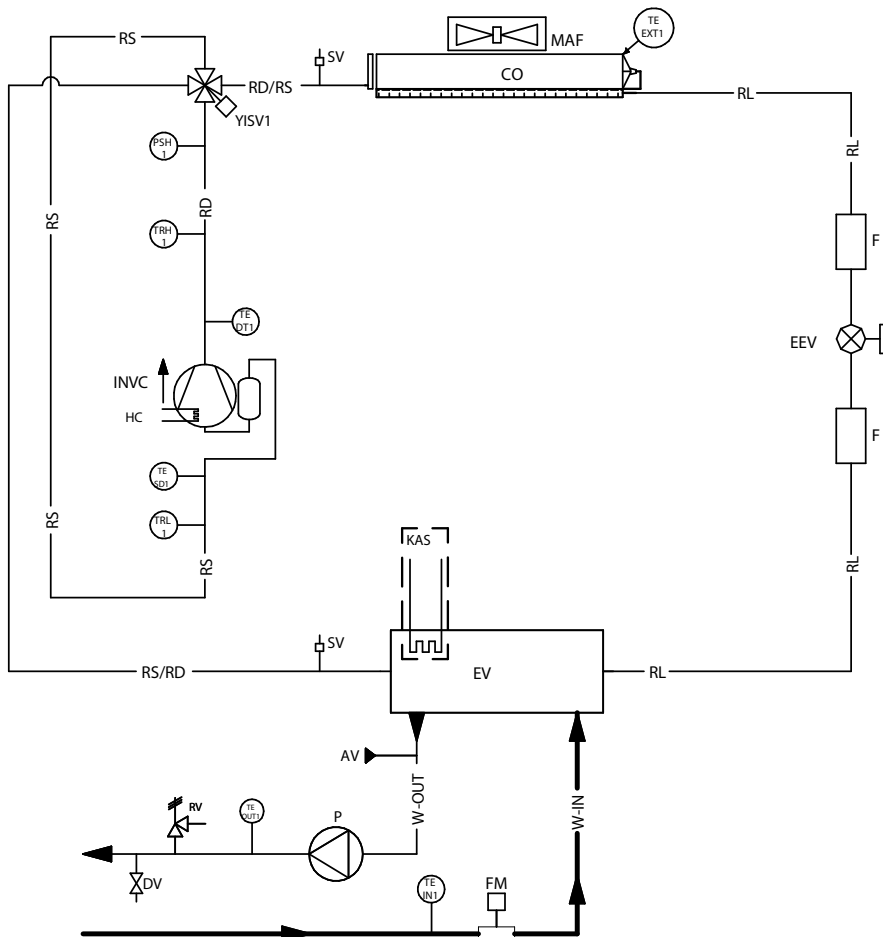 RS
SV
MAF
TE
EXT1
CO
RD/RS
RL
YISV1
PSH
1
RL
RD
RS
TRH
1
F
TE
DT1
EEV
INVC
HC
F
TE
SD1
TRL
1
RS
RS
KAS
RL
SV
RS/RD
EV
RL
AV
W-OUT
W-IN
RV
TE
OUT1
P
DV
TE
IN1
FM